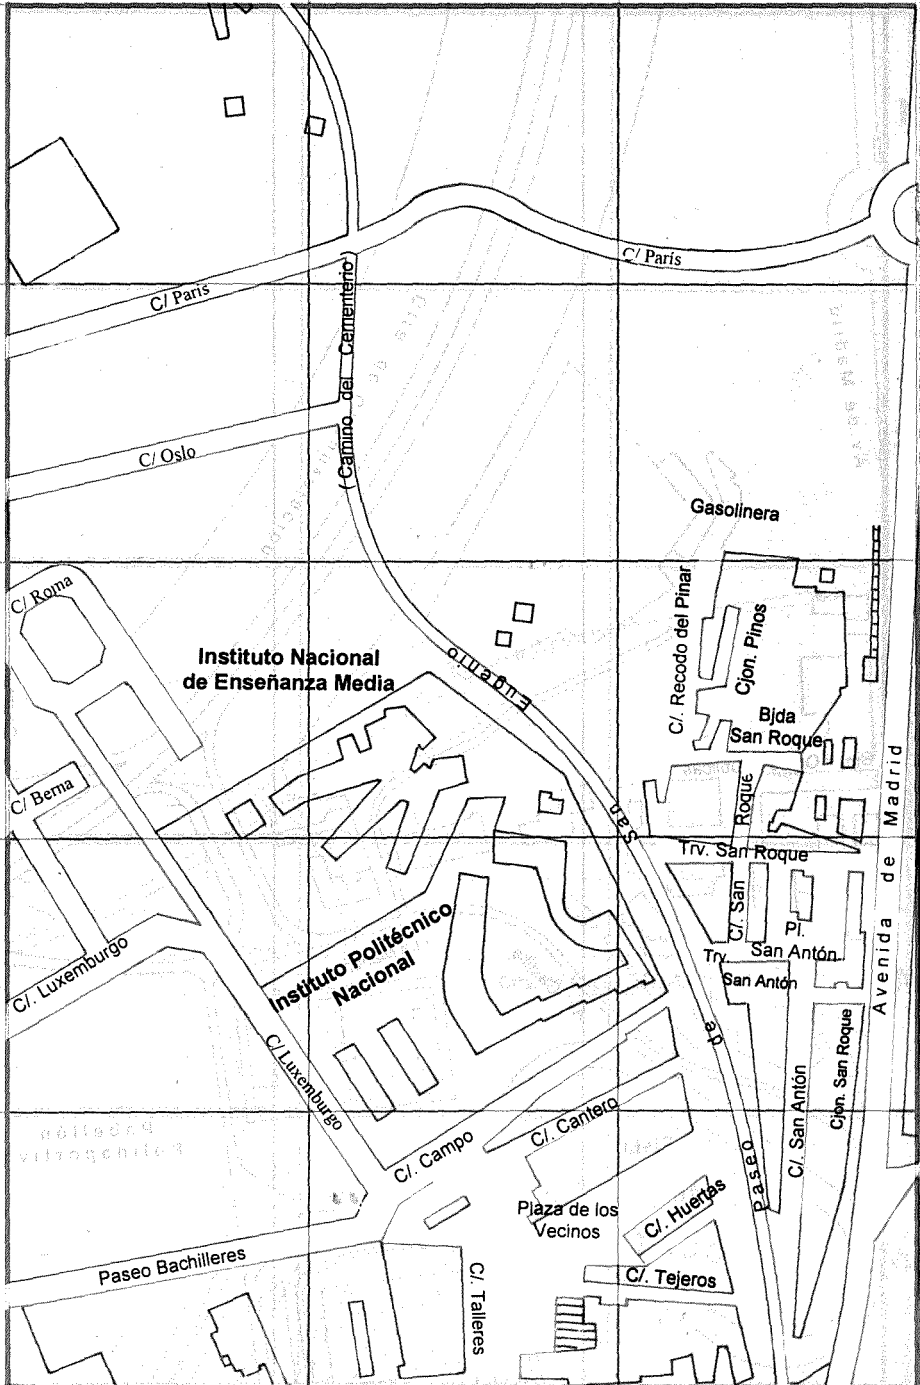 C/ París
C/ París
(Camino del Cementerio)
C/ Oslo
Gasolinera
C/ Roma
C/. Recodo del Pinar
Cjon. Pinos
Instituto Nacional
de Enseñanza Media
Eugenio
Bjda
San Roque
C/ Berna
San
Roque
Avenida de Madrid
Trv. San Roque
C/. San
Instituto Politécnico
Nacional
Pl.
San Antón
C/. Luxemburgo
Trv.
San Antón
de
C/ Luxemburgo
Cjon. San Roque
C/. San Antón
C/. Cantero
C/. Campo
Paseo
Plaza de los
Vecinos
C/. Huertas
Paseo Bachilleres
C/. Tejeros
C/. Talleres